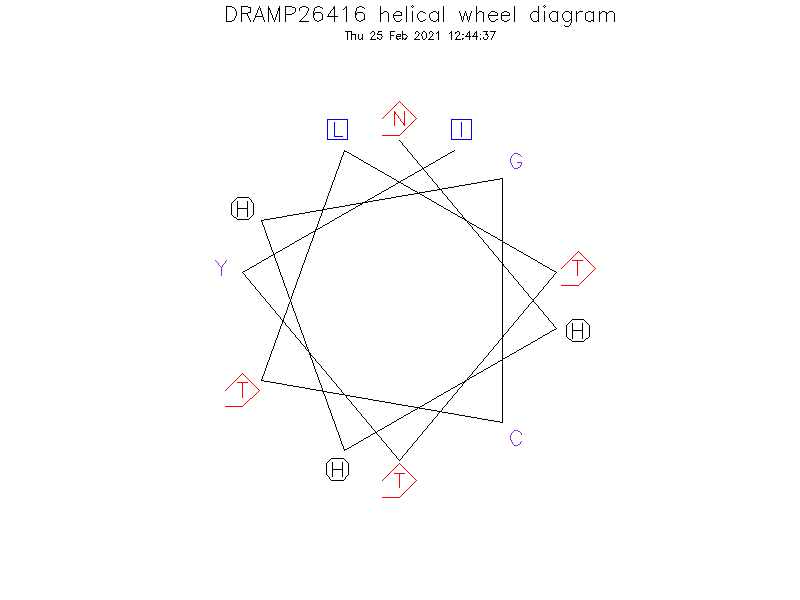 DRAMP26416 helical wheel diagram
Thu 25 Feb 2021 12:44:37
L N I
G
H
Y T
H
T
C
H T